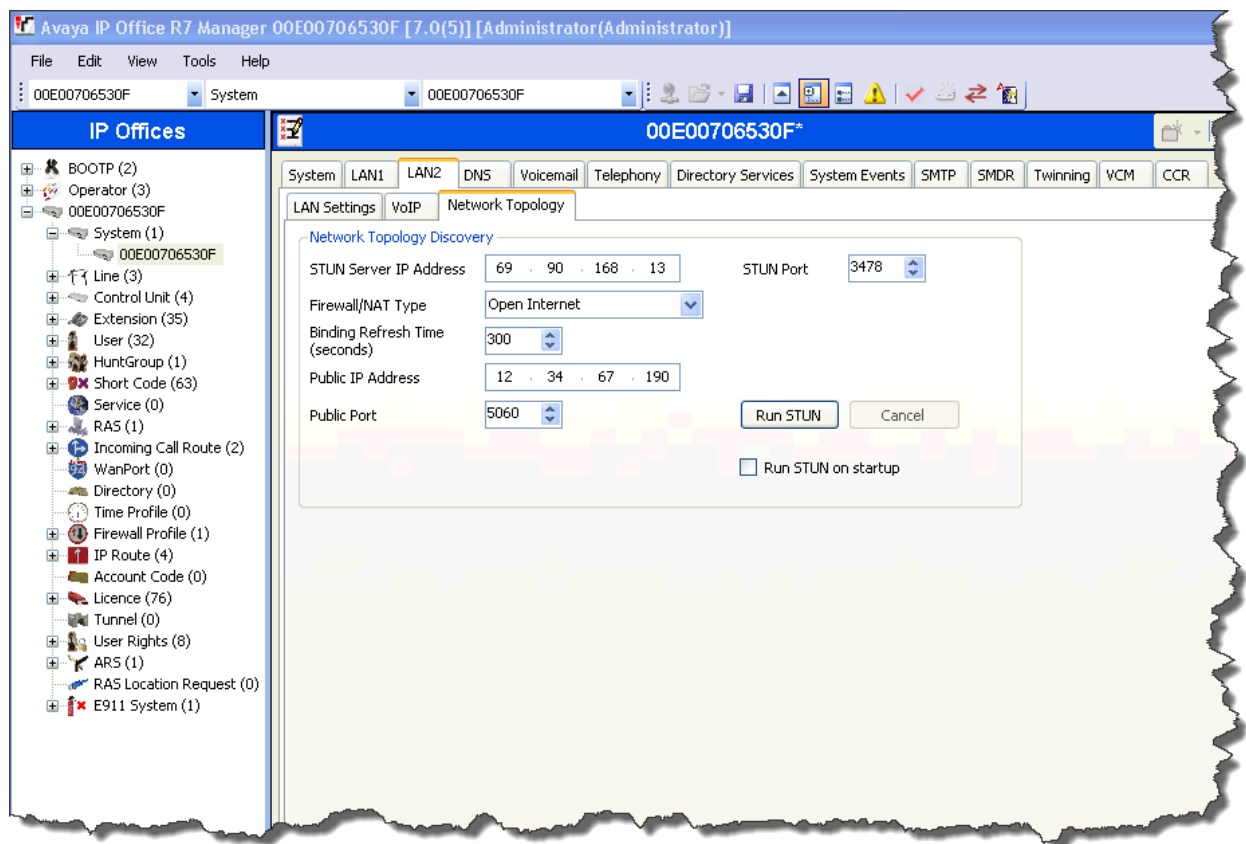 Avaya IP Office R7 Manager 00E00706530F [7.0(5)] [Administrator(Administrator)]
File Edit View Tools Help
00E00706530F System 00E00706530F
IP Offices
00E00706530F*
BOOTP (2)
Operator (3)
00E00706530F
System (1)
00E00706530F
Line (3)
Control Unit (4)
Extension (35)
User (32)
HuntGroup (1)
Short Code (63)
Service (0)
RAS (1)
Incoming Call Route (2)
WanPort (0)
Directory (0)
Time Profile (0)
Firewall Profile (1)
IP Route (4)
Account Code (0)
Licence (76)
Tunnel (0)
User Rights (8)
ARS (1)
RAS Location Request (0)
E911 System (1)
System LAN1 LAN2 DNS Voicemail Telephony Directory Services System Events SMTP SMDR Twinning VCM CCR
LAN Settings VoIP Network Topology
Network Topology Discovery
STUN Server IP Address 69 . 90 . 168 . 13 STUN Port 3478
Firewall/NAT Type Open Internet
Binding Refresh Time
(seconds) 300
Public IP Address 12 . 34 . 67 . 190
Public Port 5060 Run STUN Cancel
Run STUN on startup